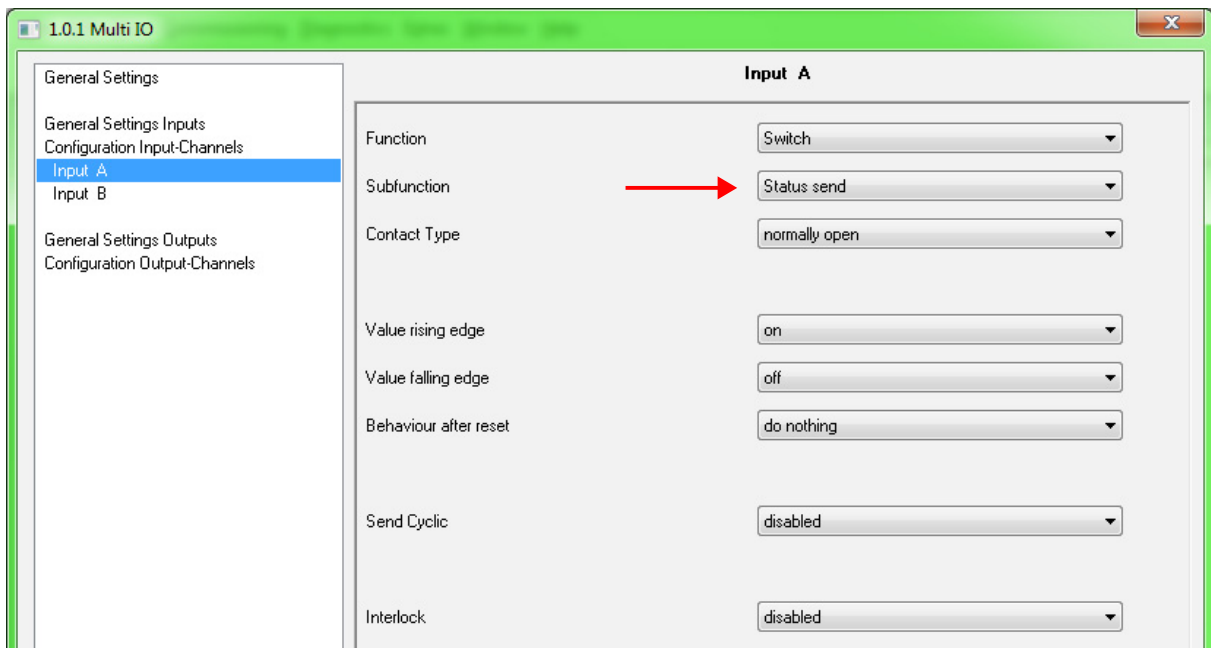 1.0.1 Multi IO
General Settings
General Settings Inputs
Configuration Input-Channels
Input A
Input B
General Settings Outputs
Configuration Output-Channels
Input A
Function Switch
Subfunction Status send
Contact Type normally open
Value rising edge on
Value falling edge off
Behaviour after reset do nothing
Send Cyclic disabled
Interlock disabled